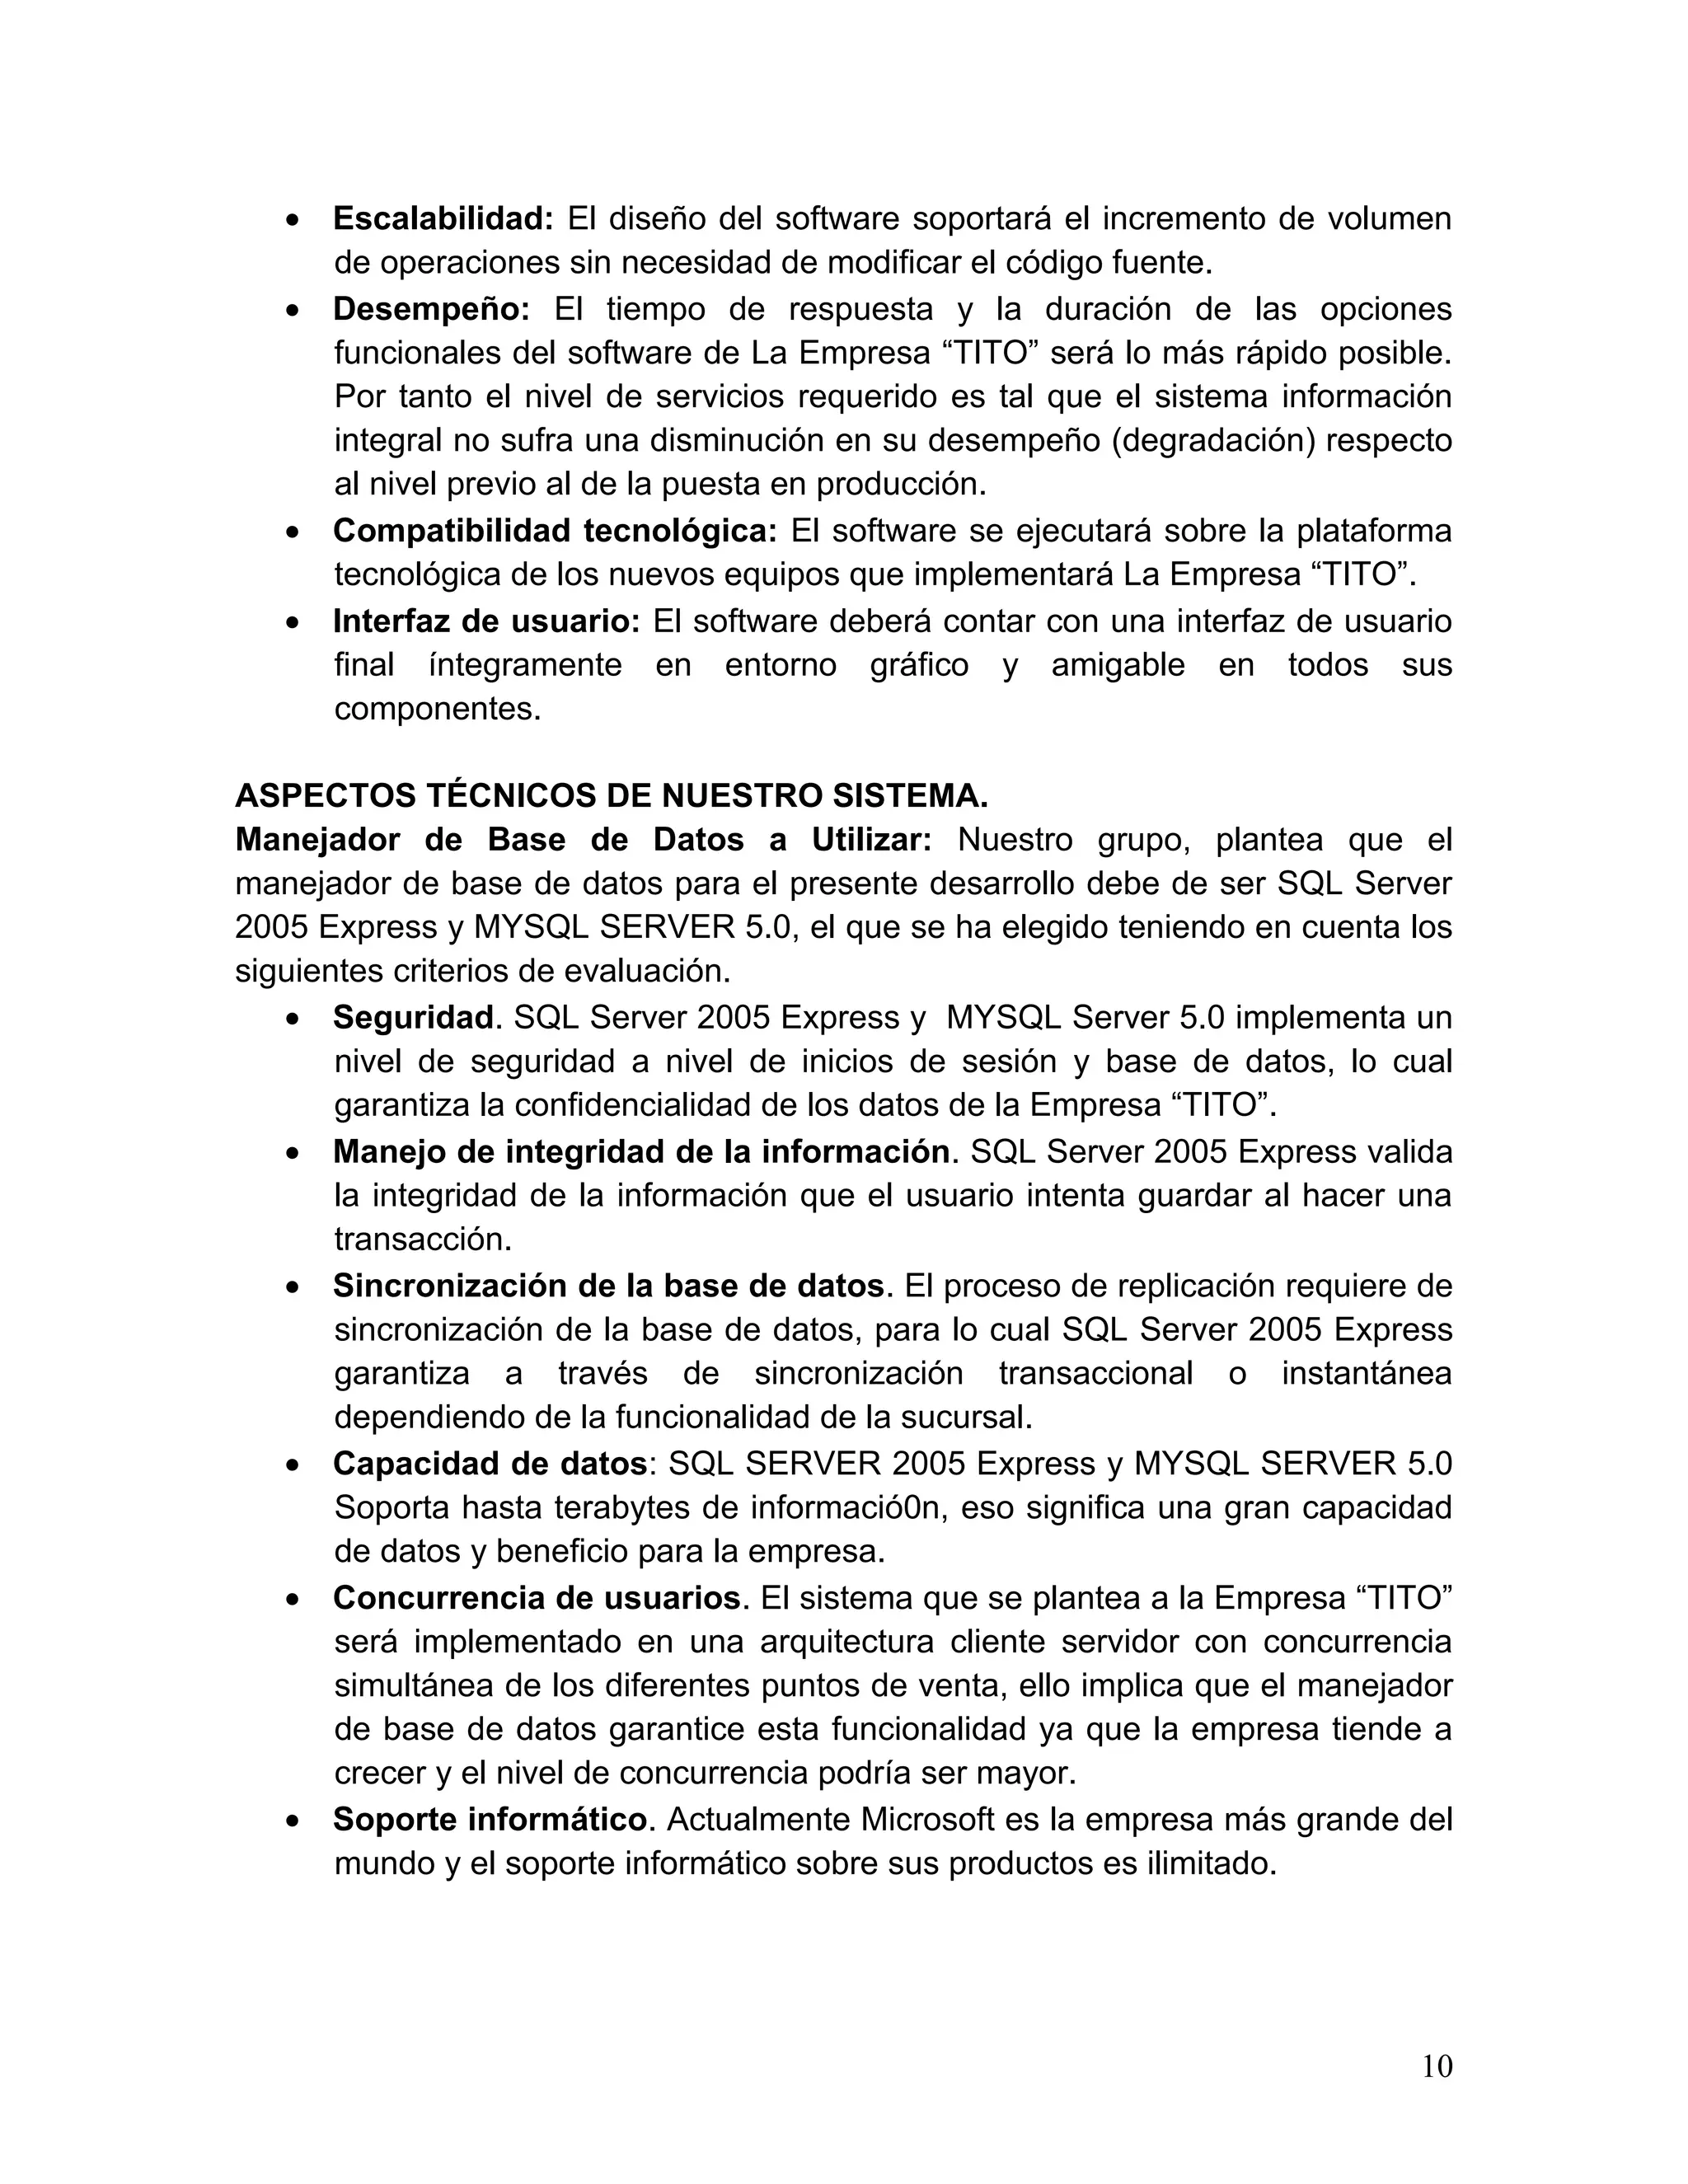 • Escalabilidad: El diseño del software soportará el incremento de volumen
de operaciones sin necesidad de modificar el código fuente.
• Desempeño: El tiempo de respuesta y la duración de las opciones
funcionales del software de La Empresa “TITO” será lo más rápido posible.
Por tanto el nivel de servicios requerido es tal que el sistema información
integral no sufra una disminución en su desempeño (degradación) respecto
al nivel previo al de la puesta en producción.
• Compatibilidad tecnológica: El software se ejecutará sobre la plataforma
tecnológica de los nuevos equipos que implementará La Empresa “TITO”.
• Interfaz de usuario: El software deberá contar con una interfaz de usuario
final íntegramente en entorno gráfico y amigable en todos sus
componentes.
ASPECTOS TÉCNICOS DE NUESTRO SISTEMA.
Manejador de Base de Datos a Utilizar: Nuestro grupo, plantea que el
manejador de base de datos para el presente desarrollo debe de ser SQL Server
2005 Express y MYSQL SERVER 5.0, el que se ha elegido teniendo en cuenta los
siguientes criterios de evaluación.
• Seguridad. SQL Server 2005 Express y  MYSQL Server 5.0 implementa un
nivel de seguridad a nivel de inicios de sesión y base de datos, lo cual
garantiza la confidencialidad de los datos de la Empresa “TITO”.
• Manejo de integridad de la información. SQL Server 2005 Express valida
la integridad de la información que el usuario intenta guardar al hacer una
transacción.
• Sincronización de la base de datos. El proceso de replicación requiere de
sincronización de la base de datos, para lo cual SQL Server 2005 Express
garantiza a través de sincronización transaccional o instantánea
dependiendo de la funcionalidad de la sucursal.
• Capacidad de datos: SQL SERVER 2005 Express y MYSQL SERVER 5.0
Soporta hasta terabytes de informació0n, eso significa una gran capacidad
de datos y beneficio para la empresa.
• Concurrencia de usuarios. El sistema que se plantea a la Empresa “TITO”
será implementado en una arquitectura cliente servidor con concurrencia
simultánea de los diferentes puntos de venta, ello implica que el manejador
de base de datos garantice esta funcionalidad ya que la empresa tiende a
crecer y el nivel de concurrencia podría ser mayor.
• Soporte informático. Actualmente Microsoft es la empresa más grande del
mundo y el soporte informático sobre sus productos es ilimitado.
10